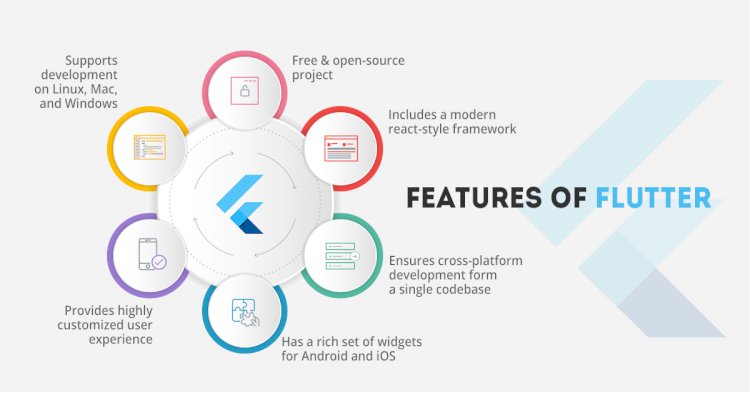 Supports
development
on Linux, Mac,
and Windows
Free & open-source
project
Includes a modern
react-style framework
FEATURES OF FLUTTER
Ensures cross-platform
development form
a single codebase
Has a rich set of widgets
for Android and iOS
Provides highly
customized user
experience